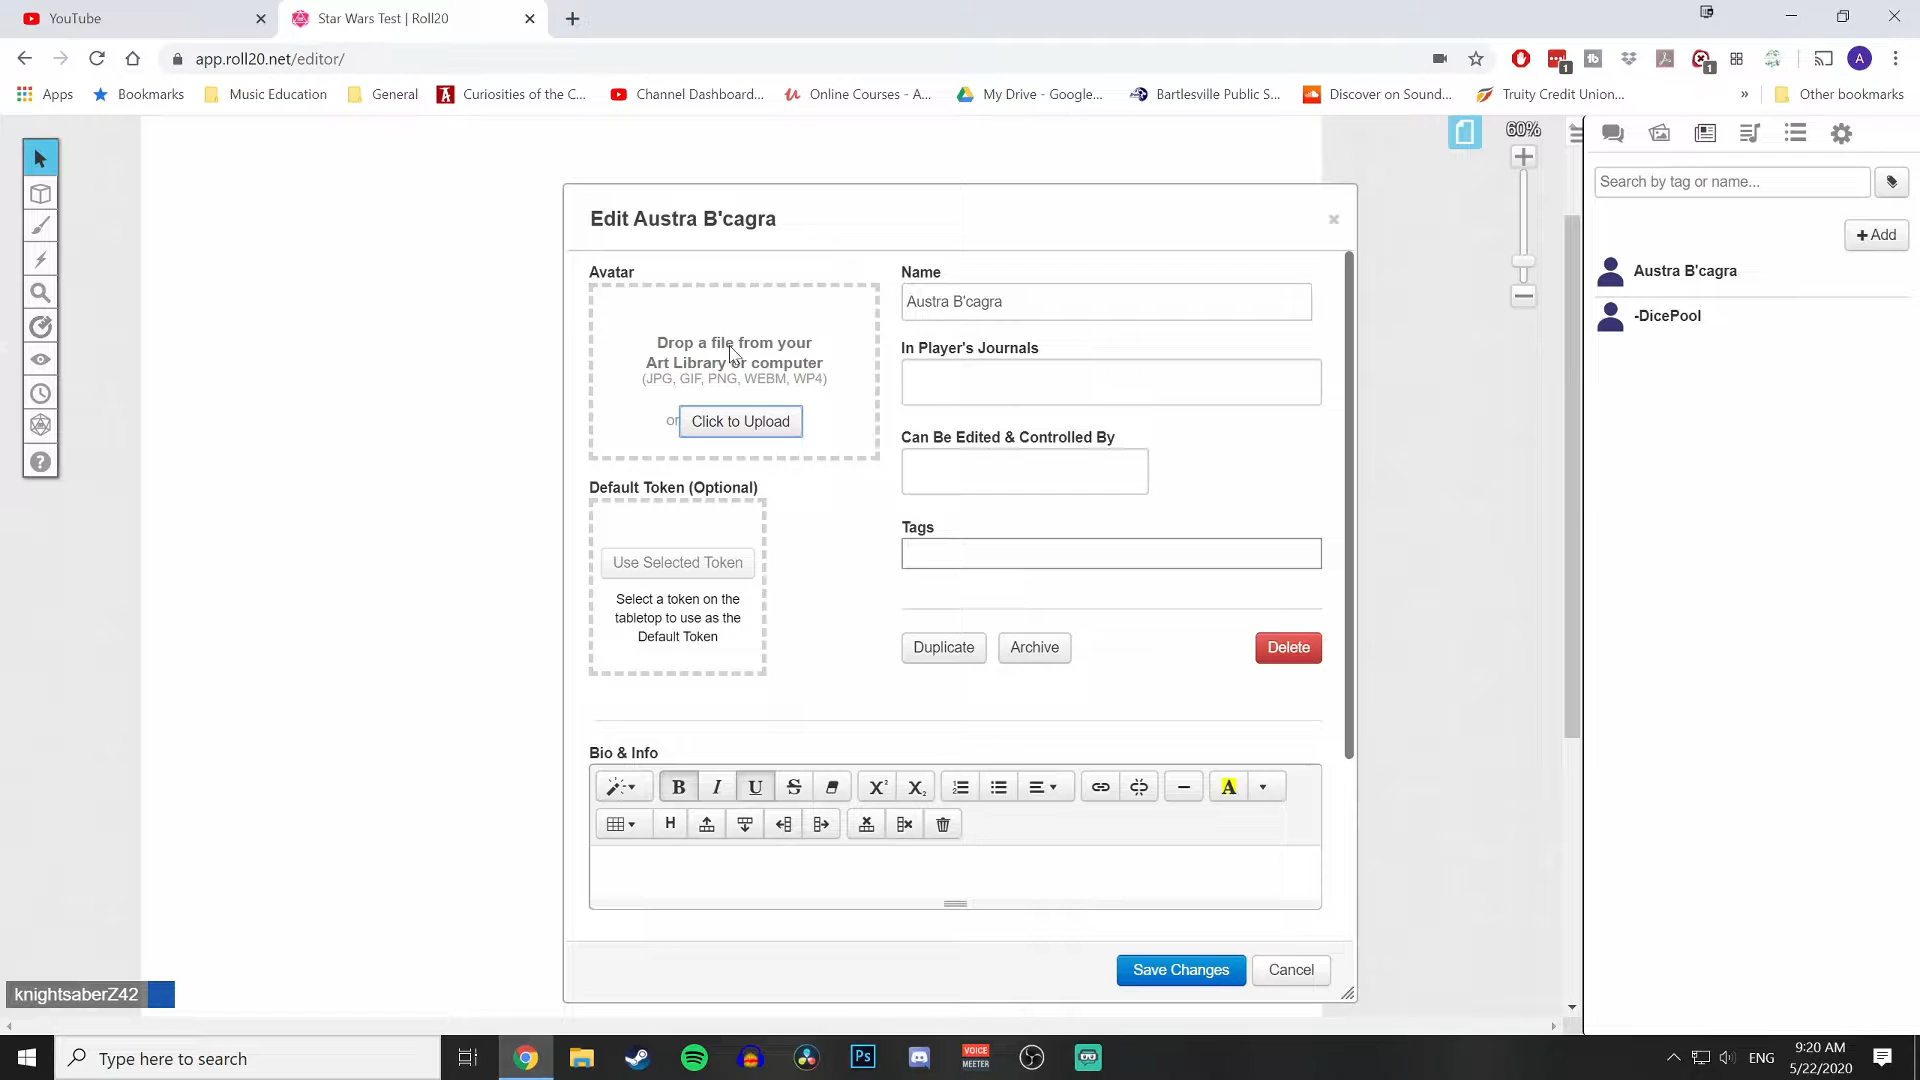 YouTube
Star Wars Test | Roll20
app.roll20.net/editor/
1
1
A
Apps
Bookmarks
Music Education
General
Curiosities of the C...
Channel Dashboard...
Online Courses - A...
My Drive - Google...
Bartlesville Public S...
Discover on Sound...
Truity Credit Union...
»
Other bookmarks
60%
Search by tag or name...
+ Add
Austra B'cagra
-DicePool
Edit Austra B'cagra
Avatar
Drop a file from your
Art Library or computer
(JPG, GIF, PNG, WEBM, WP4)
or Click to Upload
Default Token (Optional)
Use Selected Token
Select a token on the
tabletop to use as the
Default Token
Name
Austra B'cagra
In Player's Journals
Can Be Edited & Controlled By
Tags
Duplicate
Archive
Delete
Bio & Info
B I U S X² X₂ A
H
Save Changes
Cancel
knightsaberZ42
Type here to search
Ps
VOICE
MEETER
ENG
9:20 AM
5/22/2020